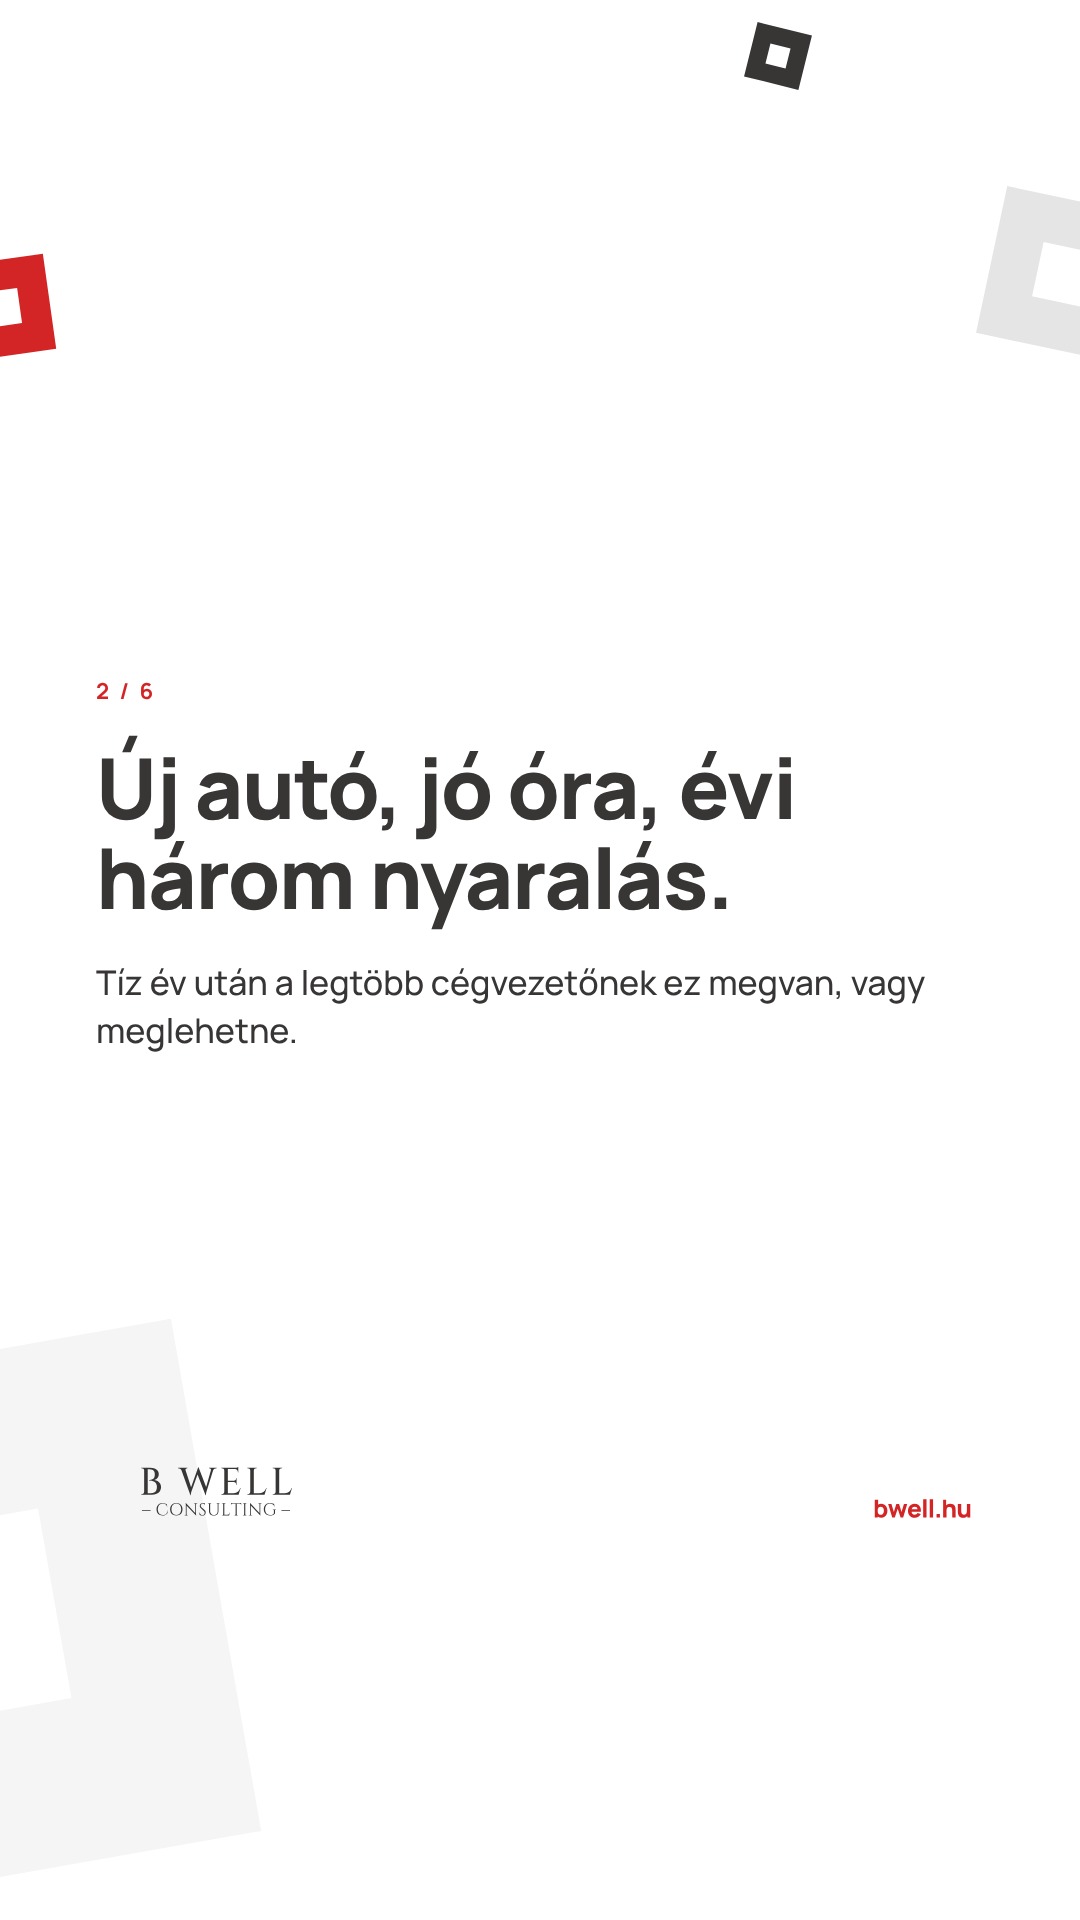 2 / 6
Új autó, jó óra, évi
három nyaralás.
Tíz év után a legtöbb cégvezetőnek ez megvan, vagy
meglehetne.
B WELL
– CONSULTING –
bwell.hu